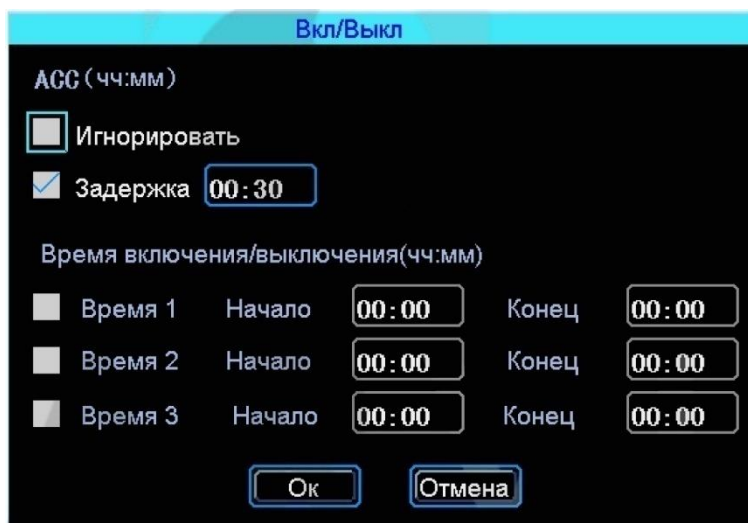 Вкл/Выкл
ACC (чч:мм)
Игнорировать
Задержка 00:30
Время включения/выключения(чч:мм)
Время 1 Начало 00:00 Конец 00:00
Время 2 Начало 00:00 Конец 00:00
Время 3 Начало 00:00 Конец 00:00
Ок Отмена